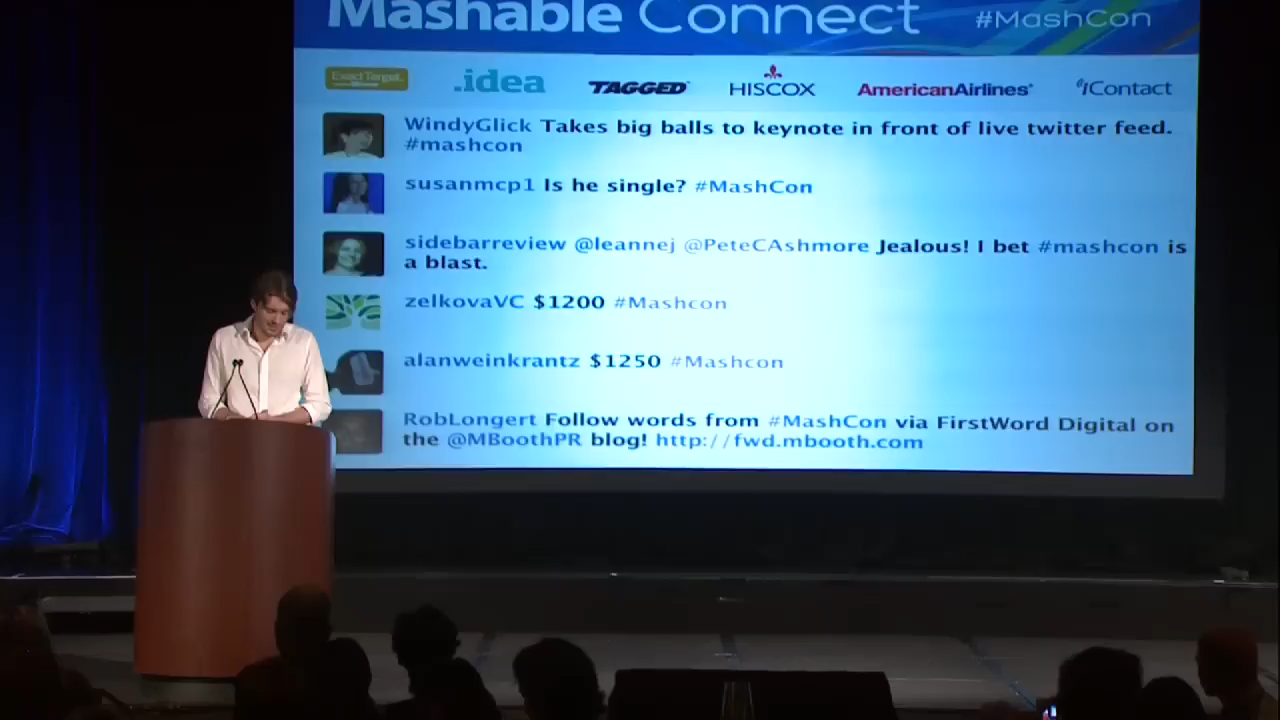 Mashable Connect #MashCon
ExactTarget .idea TAGGED HISCOX AmericanAirlines® iContact
WindyGlick Takes big balls to keynote in front of live twitter feed.
#mashcon
susanmcp1 Is he single? #MashCon
sidebarreview @leannej @PeteCAshmore Jealous! I bet #mashcon is
a blast.
zelkovaVC $1200 #Mashcon
alanweinkrantz $1250 #Mashcon
RobLongert Follow words from #MashCon via FirstWord Digital on
the @MBoothPR blog! http://fwd.mbooth.com